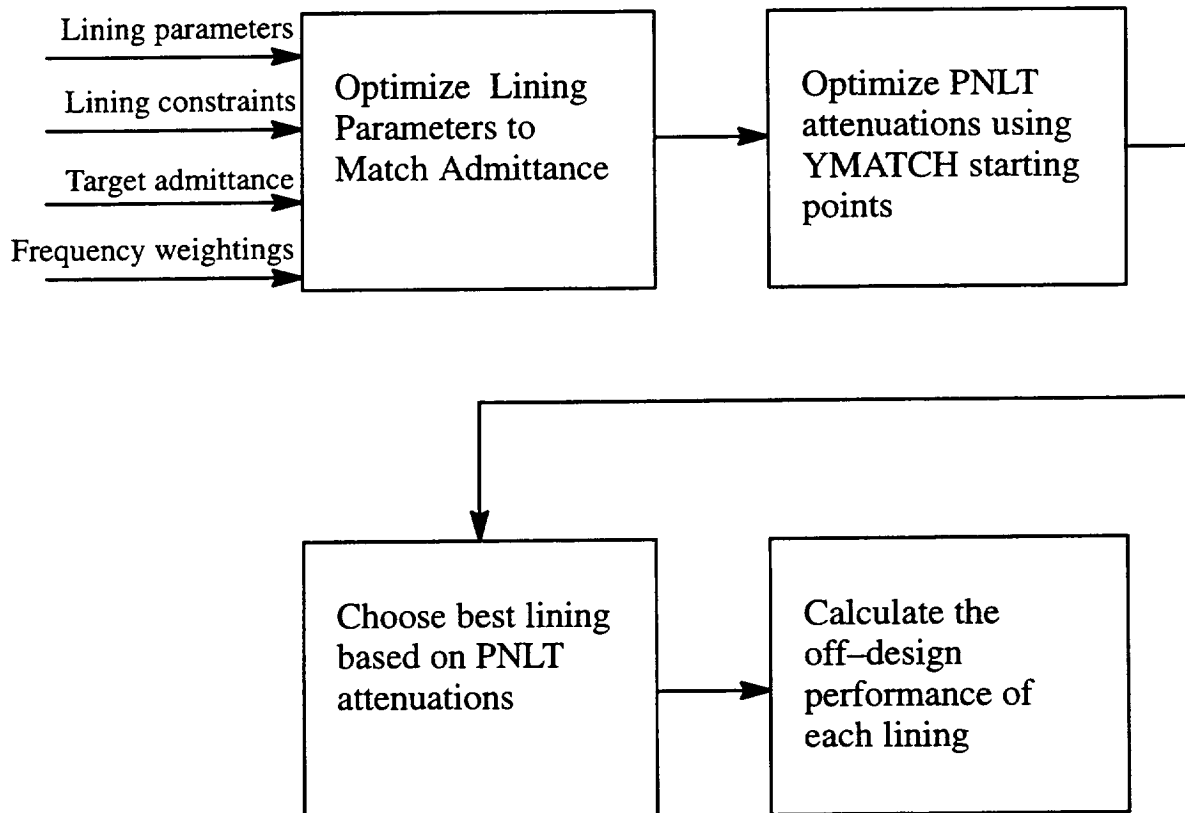 Lining parameters
Lining constraints
Target admittance
Frequency weightings
Optimize Lining
Parameters to
Match Admittance
Optimize PNLT
attenuations using
YMATCH starting
points
Choose best lining
based on PNLT
attenuations
Calculate the
off–design
performance of
each lining